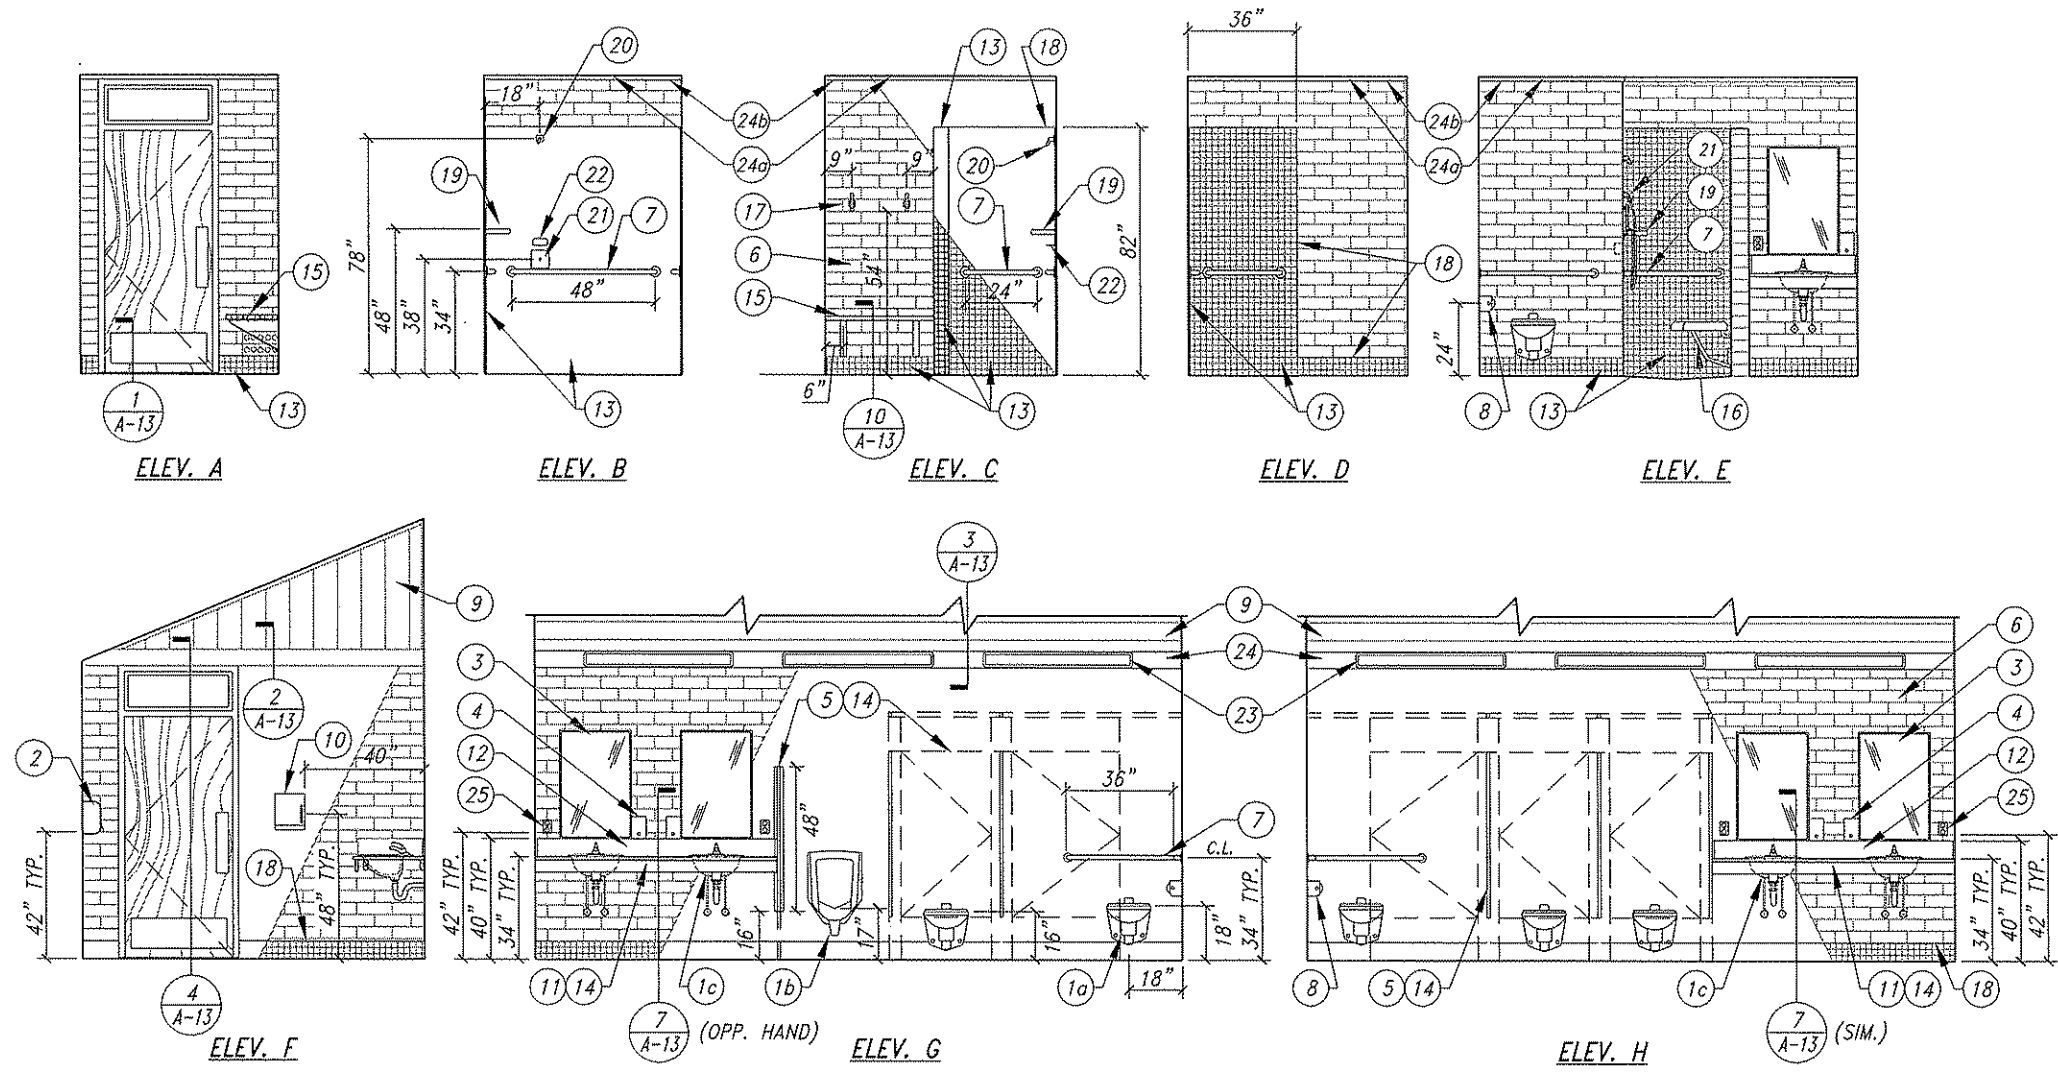 36"
20
13
18
18"
24b
24b
24a
24a
9"
9"
21
19
22
20
19
19
17
7
7
21
7
78"
6
54"
82"
18
15
48"
24"
22
15
48"
38"
34"
24"
6"
1
A-13
13
13
10
A-13
13
13
8
13
16
ELEV. A
ELEV. B
ELEV. C
ELEV. D
ELEV. E
3
A-13
9
9
6
3
24
3
2
A-13
5
14
4
23
4
10
12
12
2
40"
36"
25
25
48"
7
C.L.
18
42" TYP.
48" TYP.
42" TYP.
40" TYP.
34" TYP.
16"
17"
16"
18"
34" TYP.
34" TYP.
40" TYP.
42" TYP.
11
14
1c
1b
1a
18"
8
5
14
1c
11
14
18
4
A-13
7
A-13
(OPP. HAND)
7
A-13
(SIM.)
ELEV. F
ELEV. G
ELEV. H